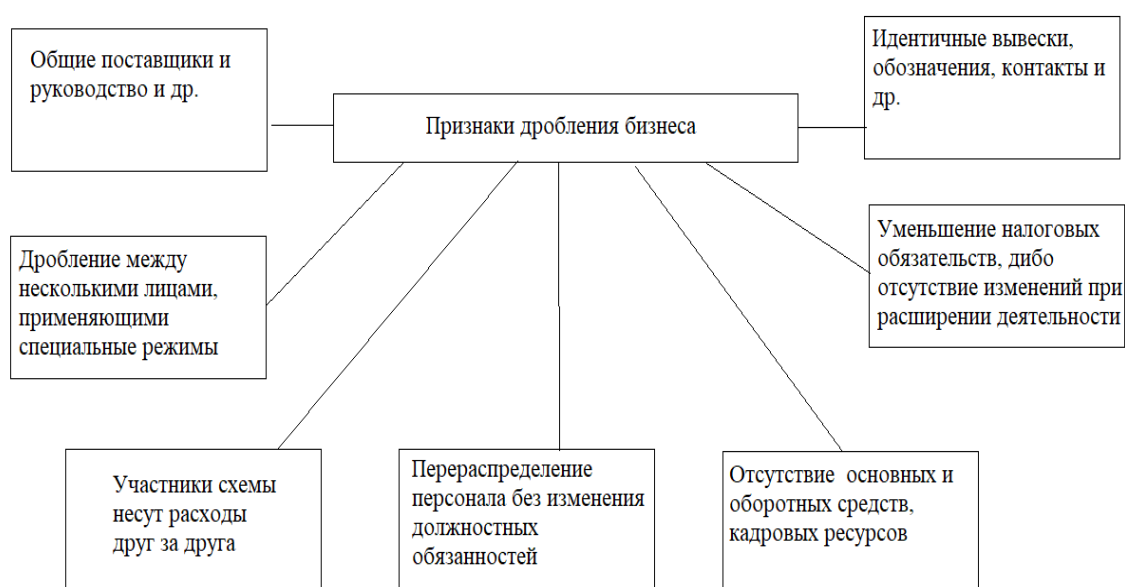 Общие поставщики и
руководство и др.
Признаки дробления бизнеса
Идентичные вывески,
обозначения, контакты и
др.
Дробление между
несколькими лицами,
применяющими
специальные режимы
Уменьшение налоговых
обязательств, дибо
отсутствие изменений при
расширении деятельности
Участники схемы
несут расходы
друг за друга
Перераспределение
персонала без изменения
должностных
обязанностей
Отсутствие основных и
оборотных средств,
кадровых ресурсов